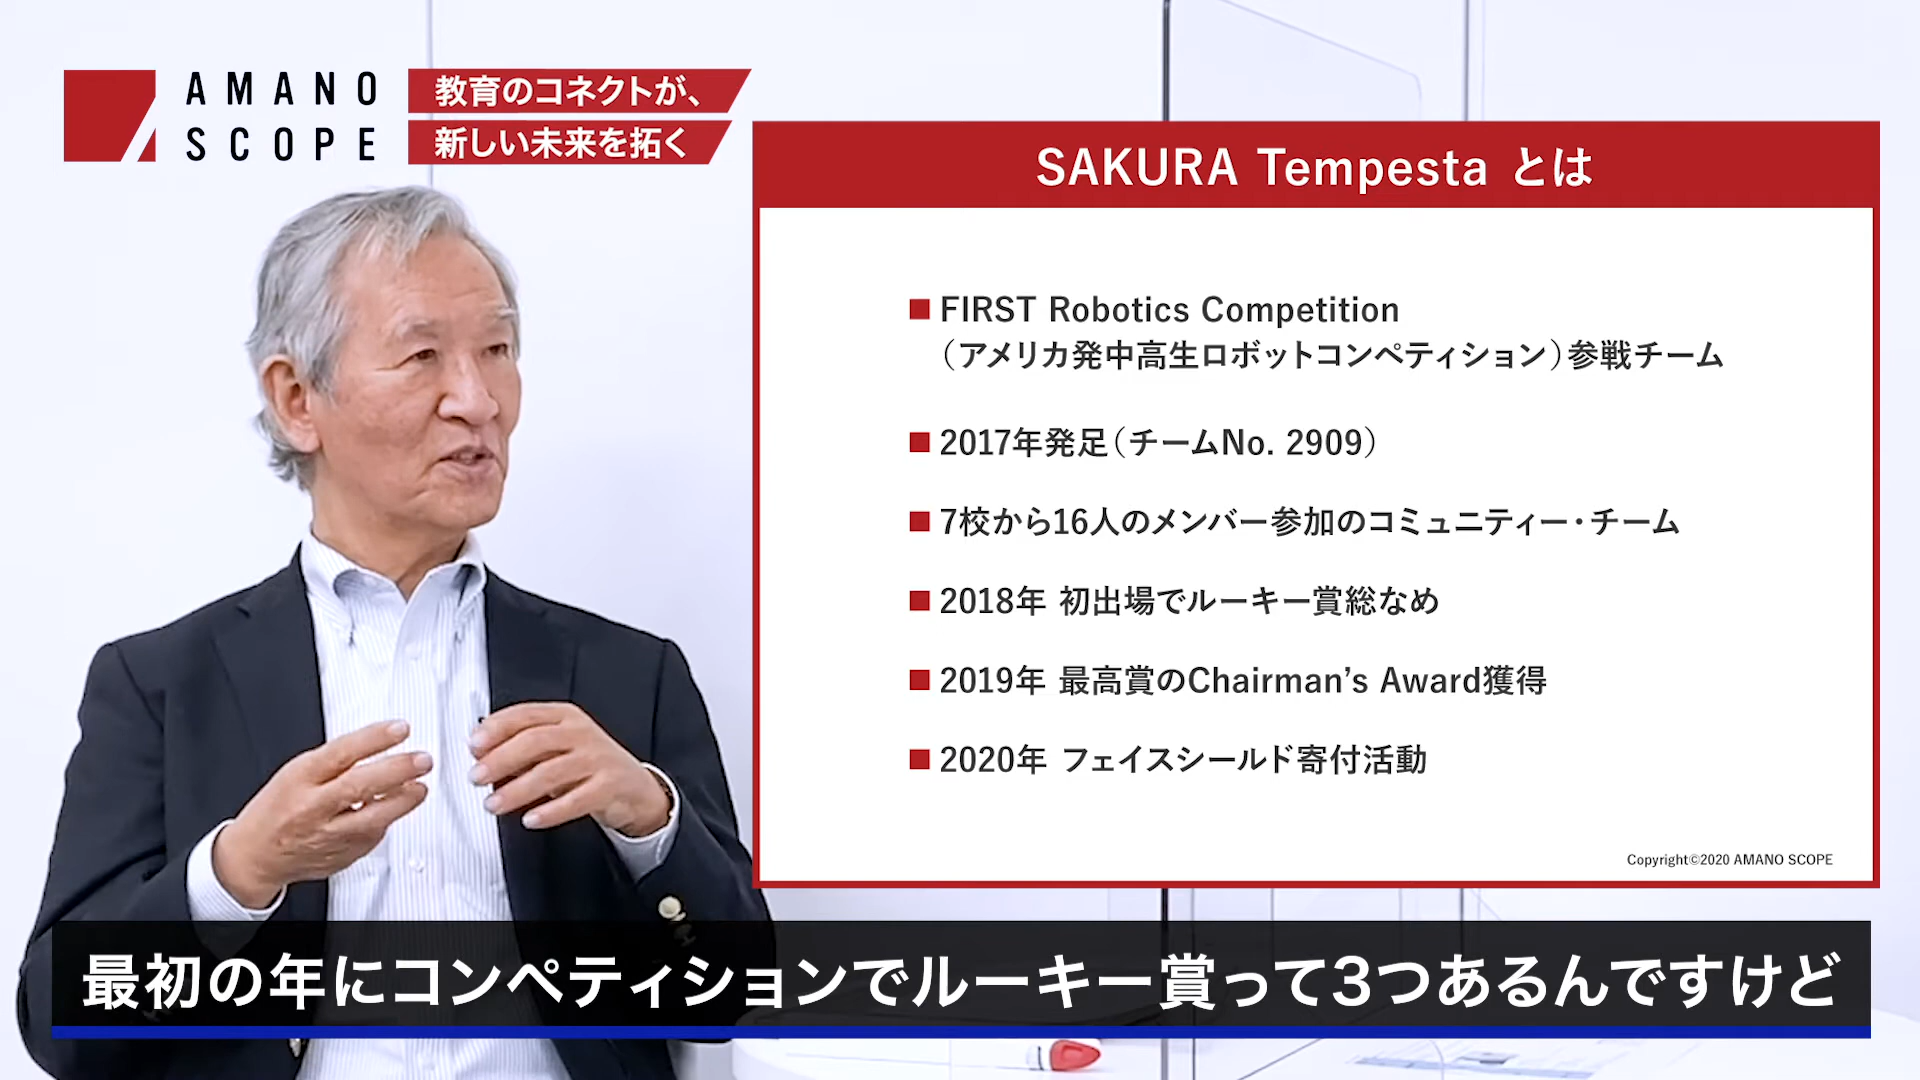 AMANO
SCOPE
教育のコネクトが、
新しい未来を拓く
SAKURA Tempesta とは
■ FIRST Robotics Competition
（アメリカ発中高生ロボットコンペティション）参戦チーム
■ 2017年発足（チームNo. 2909）
■ 7校から16人のメンバー参加のコミュニティー・チーム
■ 2018年 初出場でルーキー賞総なめ
■ 2019年 最高賞のChairman’s Award獲得
■ 2020年 フェイスシールド寄付活動
Copyright©2020 AMANO SCOPE
最初の年にコンペティションでルーキー賞って3つあるんですけど